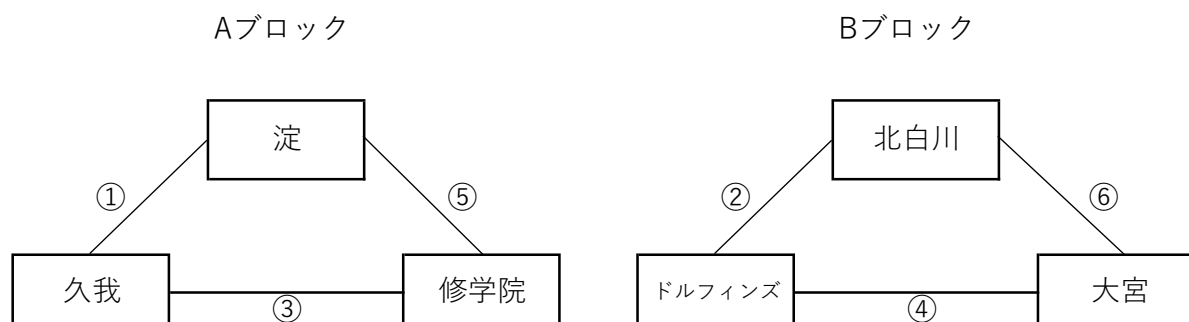 Aブロック
Bブロック
淀
北白川
①
⑤
②
⑥
久我
修学院
ドルフィンズ
大宮
③
④